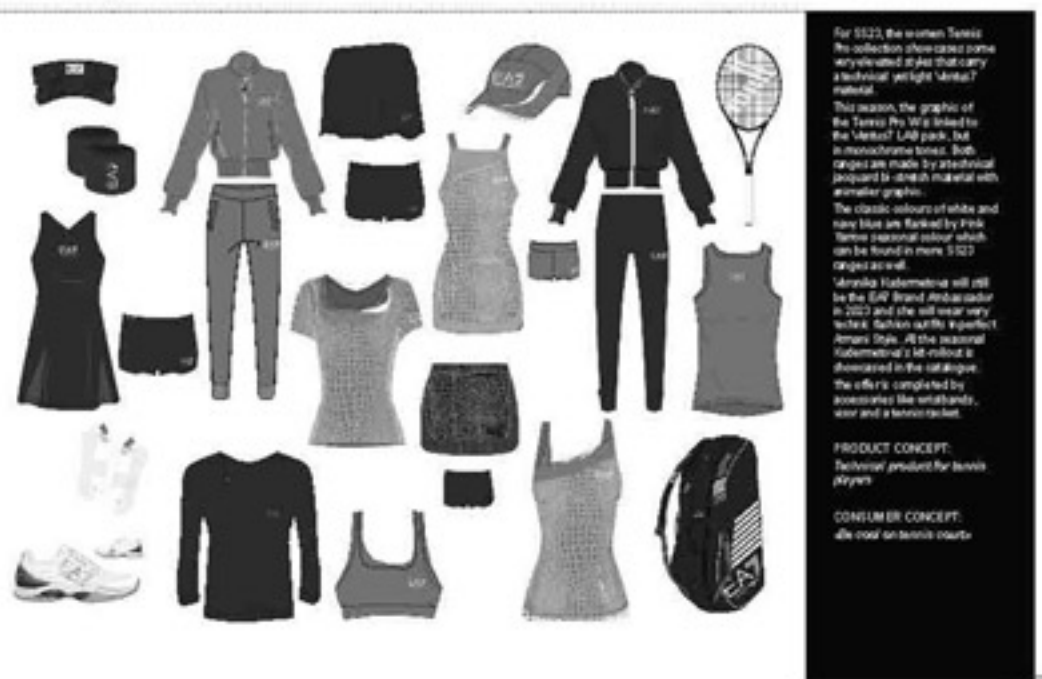 For SS23, the women Tennis
Pro collection showcases some
very elevated styles that carry
a technical yet light Ventus7
material.
This season, the graphic of
the Tennis Pro W is linked to
the Ventus7 LAB pack, but
in monochrome tones. Both
ranges are made by a technical
jacquard bi-stretch material with
animalier graphic.
The classic colours of white and
navy blue are flanked by Pink
Yarrow seasonal colour which
can be found in more SS23
ranges as well.
Veronika Kudermetova will still
be the EA7 Brand Ambassador
in 2023 and she will wear very
technic fashion outfits in perfect
Armani Style. All the seasonal
Kudermetova's kit-rollout is
showcased in the catalogue.
The offer is completed by
accessories like wristbands,
visor and a tennis racket.
PRODUCT CONCEPT:
Technical product for tennis
players
CONSUMER CONCEPT:
«Be cool on tennis court»
EA7
EA7
EA7
EA7
EA7